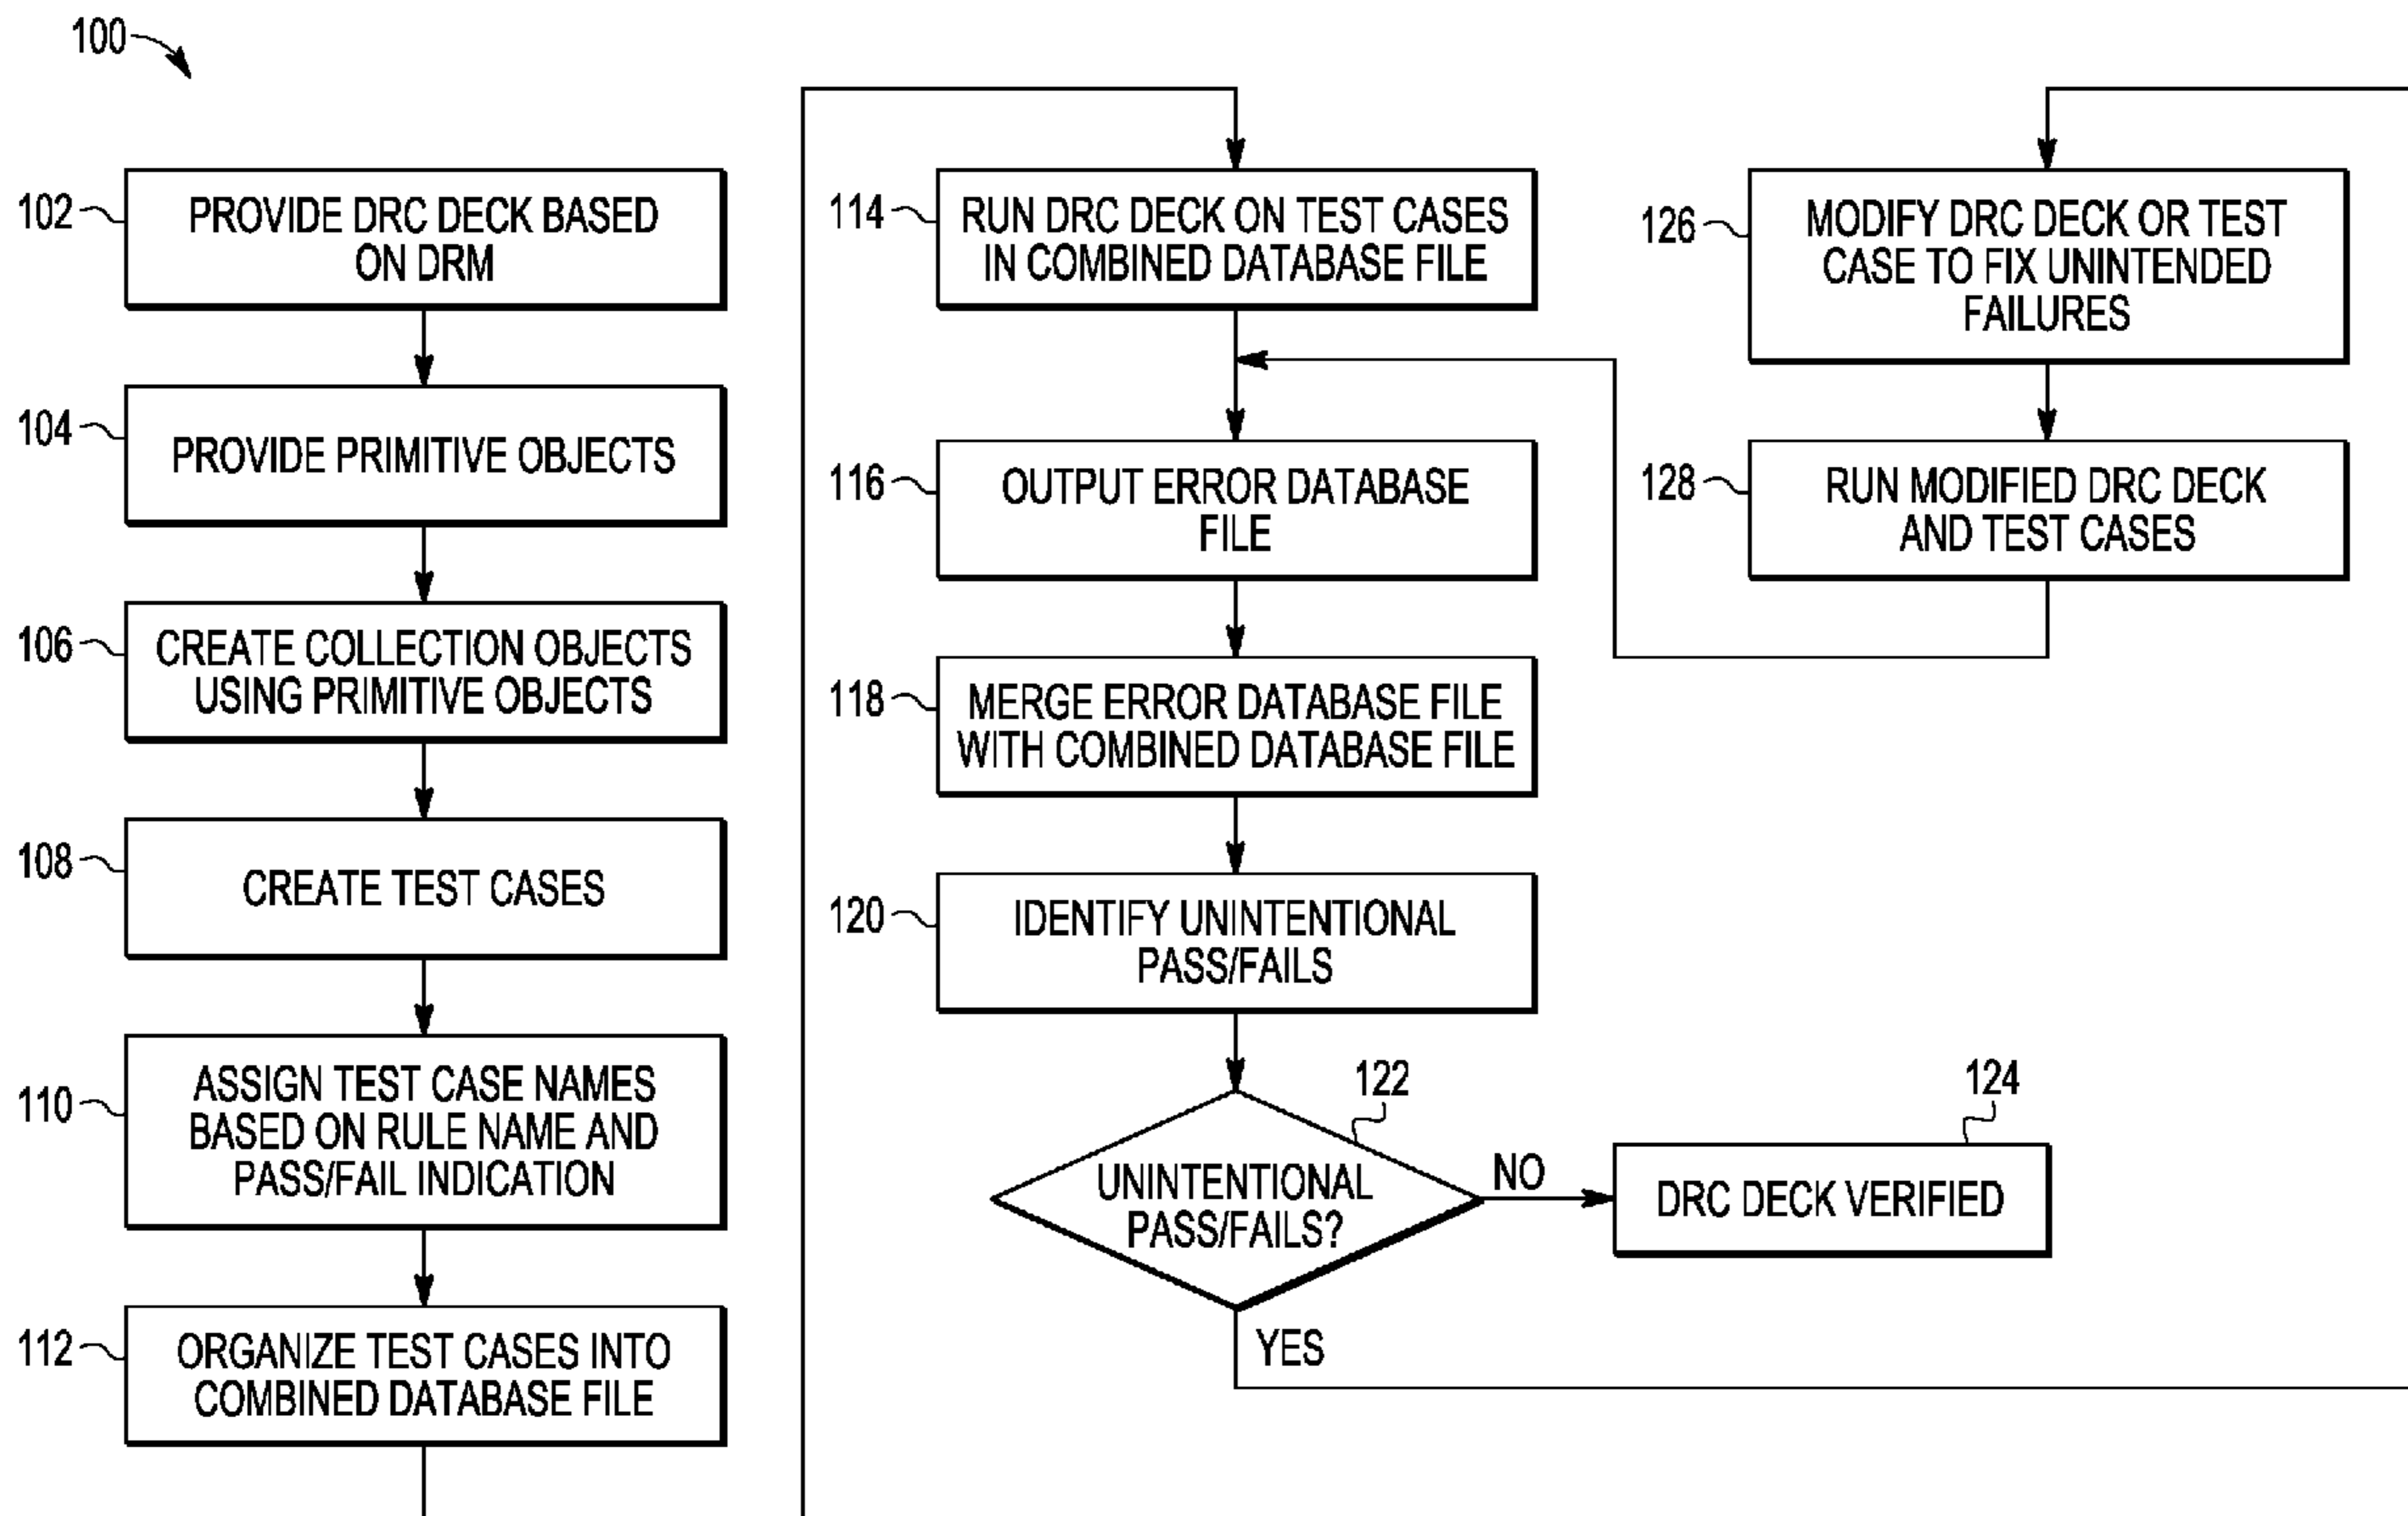 100
102
PROVIDE DRC DECK BASED
ON DRM
104
PROVIDE PRIMITIVE OBJECTS
106
CREATE COLLECTION OBJECTS
USING PRIMITIVE OBJECTS
108
CREATE TEST CASES
110
ASSIGN TEST CASE NAMES
BASED ON RULE NAME AND
PASS/FAIL INDICATION
112
ORGANIZE TEST CASES INTO
COMBINED DATABASE FILE
114
RUN DRC DECK ON TEST CASES
IN COMBINED DATABASE FILE
116
OUTPUT ERROR DATABASE
FILE
118
MERGE ERROR DATABASE FILE
WITH COMBINED DATABASE FILE
120
IDENTIFY UNINTENTIONAL
PASS/FAILS
122
UNINTENTIONAL
PASS/FAILS?
NO
YES
124
DRC DECK VERIFIED
126
MODIFY DRC DECK OR TEST
CASE TO FIX UNINTENDED
FAILURES
128
RUN MODIFIED DRC DECK
AND TEST CASES